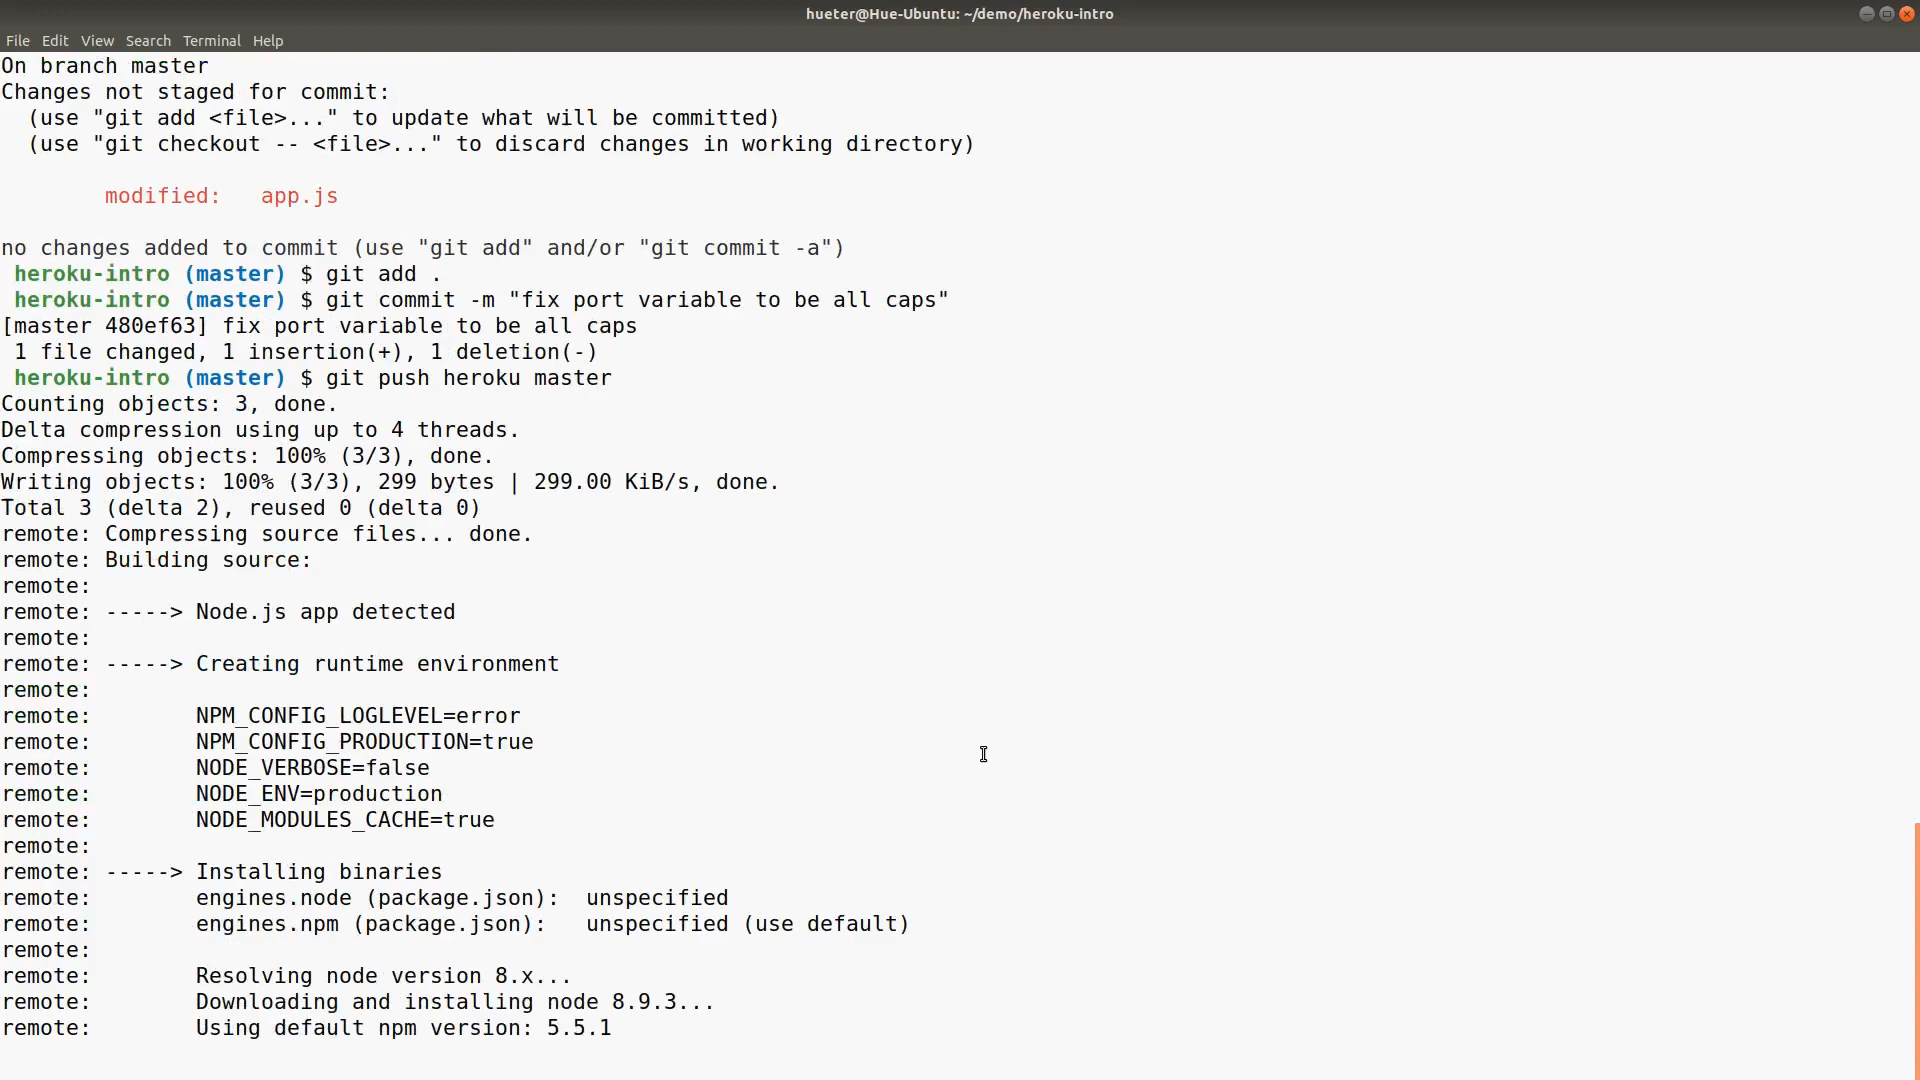 hueter@Hue-Ubuntu: ~/demo/heroku-intro
File Edit View Search Terminal Help
On branch master
Changes not staged for commit:
  (use "git add <file>..." to update what will be committed)
  (use "git checkout -- <file>..." to discard changes in working directory)
        modified:   app.js
no changes added to commit (use "git add" and/or "git commit -a")
 heroku-intro (master) $ git add .
 heroku-intro (master) $ git commit -m "fix port variable to be all caps"
[master 480ef63] fix port variable to be all caps
 1 file changed, 1 insertion(+), 1 deletion(-)
 heroku-intro (master) $ git push heroku master
Counting objects: 3, done.
Delta compression using up to 4 threads.
Compressing objects: 100% (3/3), done.
Writing objects: 100% (3/3), 299 bytes | 299.00 KiB/s, done.
Total 3 (delta 2), reused 0 (delta 0)
remote: Compressing source files... done.
remote: Building source:
remote:
remote: -----> Node.js app detected
remote:
remote: -----> Creating runtime environment
remote:
remote:        NPM_CONFIG_LOGLEVEL=error
remote:        NPM_CONFIG_PRODUCTION=true
remote:        NODE_VERBOSE=false
remote:        NODE_ENV=production
remote:        NODE_MODULES_CACHE=true
remote:
remote: -----> Installing binaries
remote:        engines.node (package.json):  unspecified
remote:        engines.npm (package.json):   unspecified (use default)
remote:
remote:        Resolving node version 8.x...
remote:        Downloading and installing node 8.9.3...
remote:        Using default npm version: 5.5.1